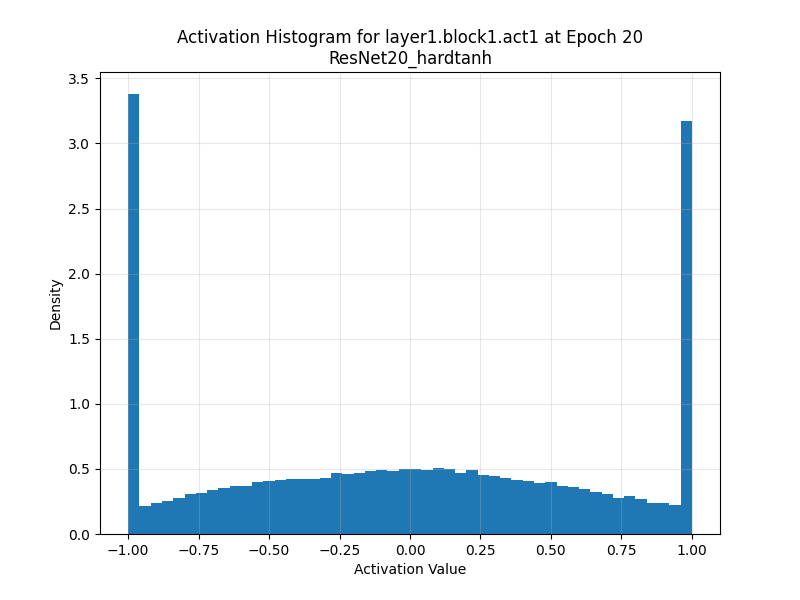 Activation Histogram for layer1.block1.act1 at Epoch 20
ResNet20_hardtanh
3.5
3.0
2.5
2.0
1.5
1.0
0.5
0.0
Density
−1.00 −0.75 −0.50 −0.25 0.00 0.25 0.50 0.75 1.00
Activation Value